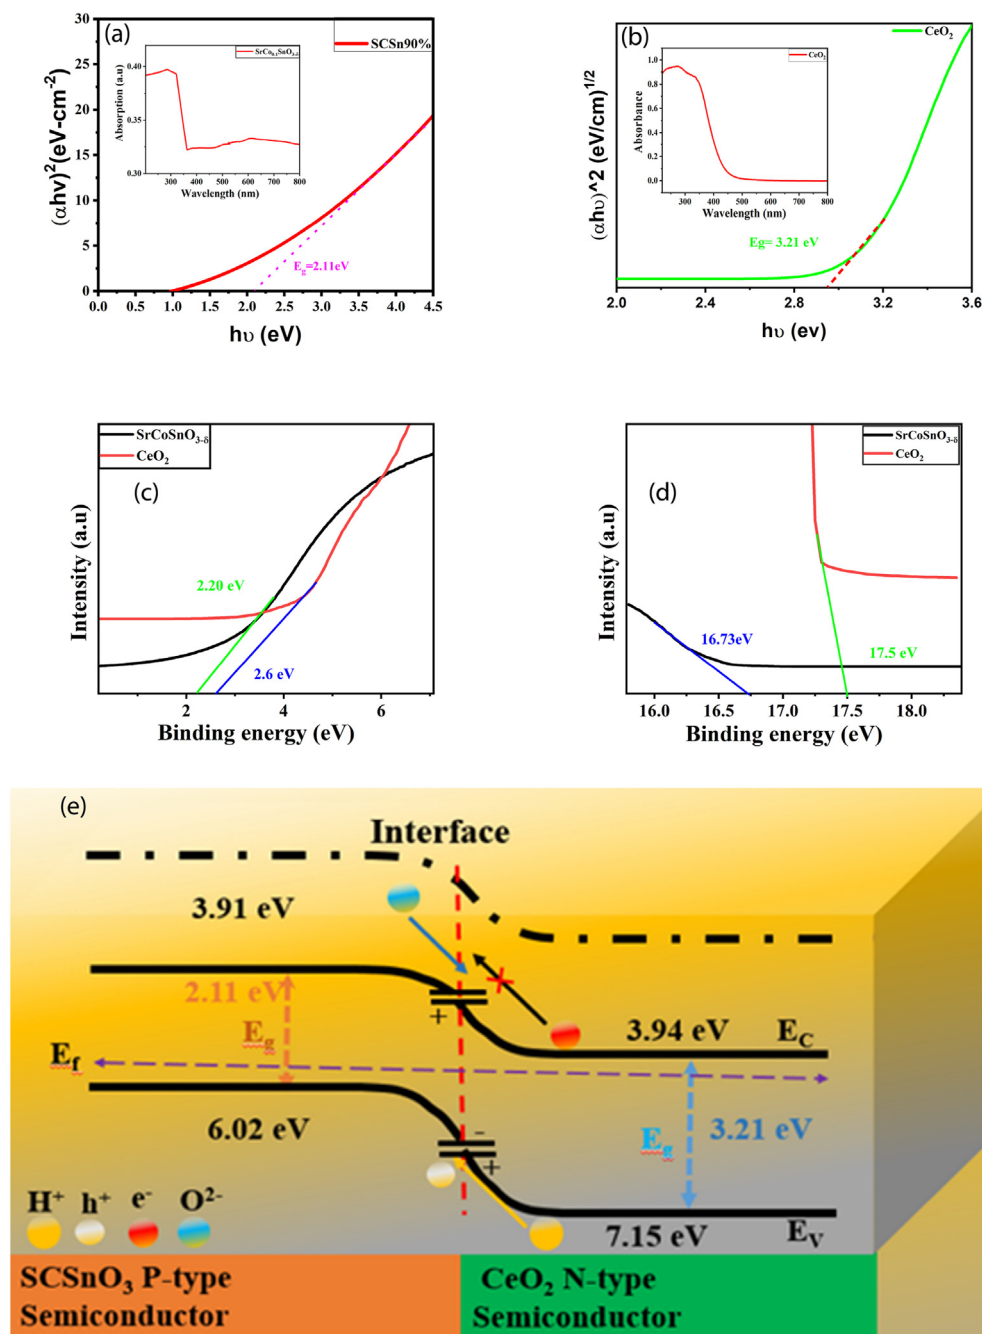 (a)
SCSn90%
SrCo0.1SnO3-δ
(αhv)²(eV-cm⁻²)
30
25
20
15
10
5
0
Absorption (a.u)
0.40
0.35
0.30
300 400 500 600 700 800
Wavelength (nm)
Eg=2.11eV
0.0 0.5 1.0 1.5 2.0 2.5 3.0 3.5 4.0 4.5
hυ (eV)
(b)
CeO2
CeO2
(αhυ)^2 (eV/cm)1/2
Absorbance
1.0
0.8
0.6
0.4
0.2
0.0
300 400 500 600 700 800
Wavelength (nm)
Eg= 3.21 eV
2.0 2.4 2.8 3.2 3.6
hυ (ev)
SrCoSnO3-δ
CeO2
(c)
Intensity (a.u)
2.20 eV
2.6 eV
2 4 6
Binding energy (eV)
SrCoSnO3-δ
CeO2
(d)
Intensity (a.u)
16.73eV
17.5 eV
16.0 16.5 17.0 17.5 18.0
Binding energy (eV)
(e)
Interface
3.91 eV
2.11 eV
Eg
Ef
6.02 eV
+
-
+
3.94 eV EC
Eg 3.21 eV
7.15 eV EV
H⁺ h⁺ e⁻ O²⁻
SCSnO3 P-type
Semiconductor
CeO2 N-type
Semiconductor